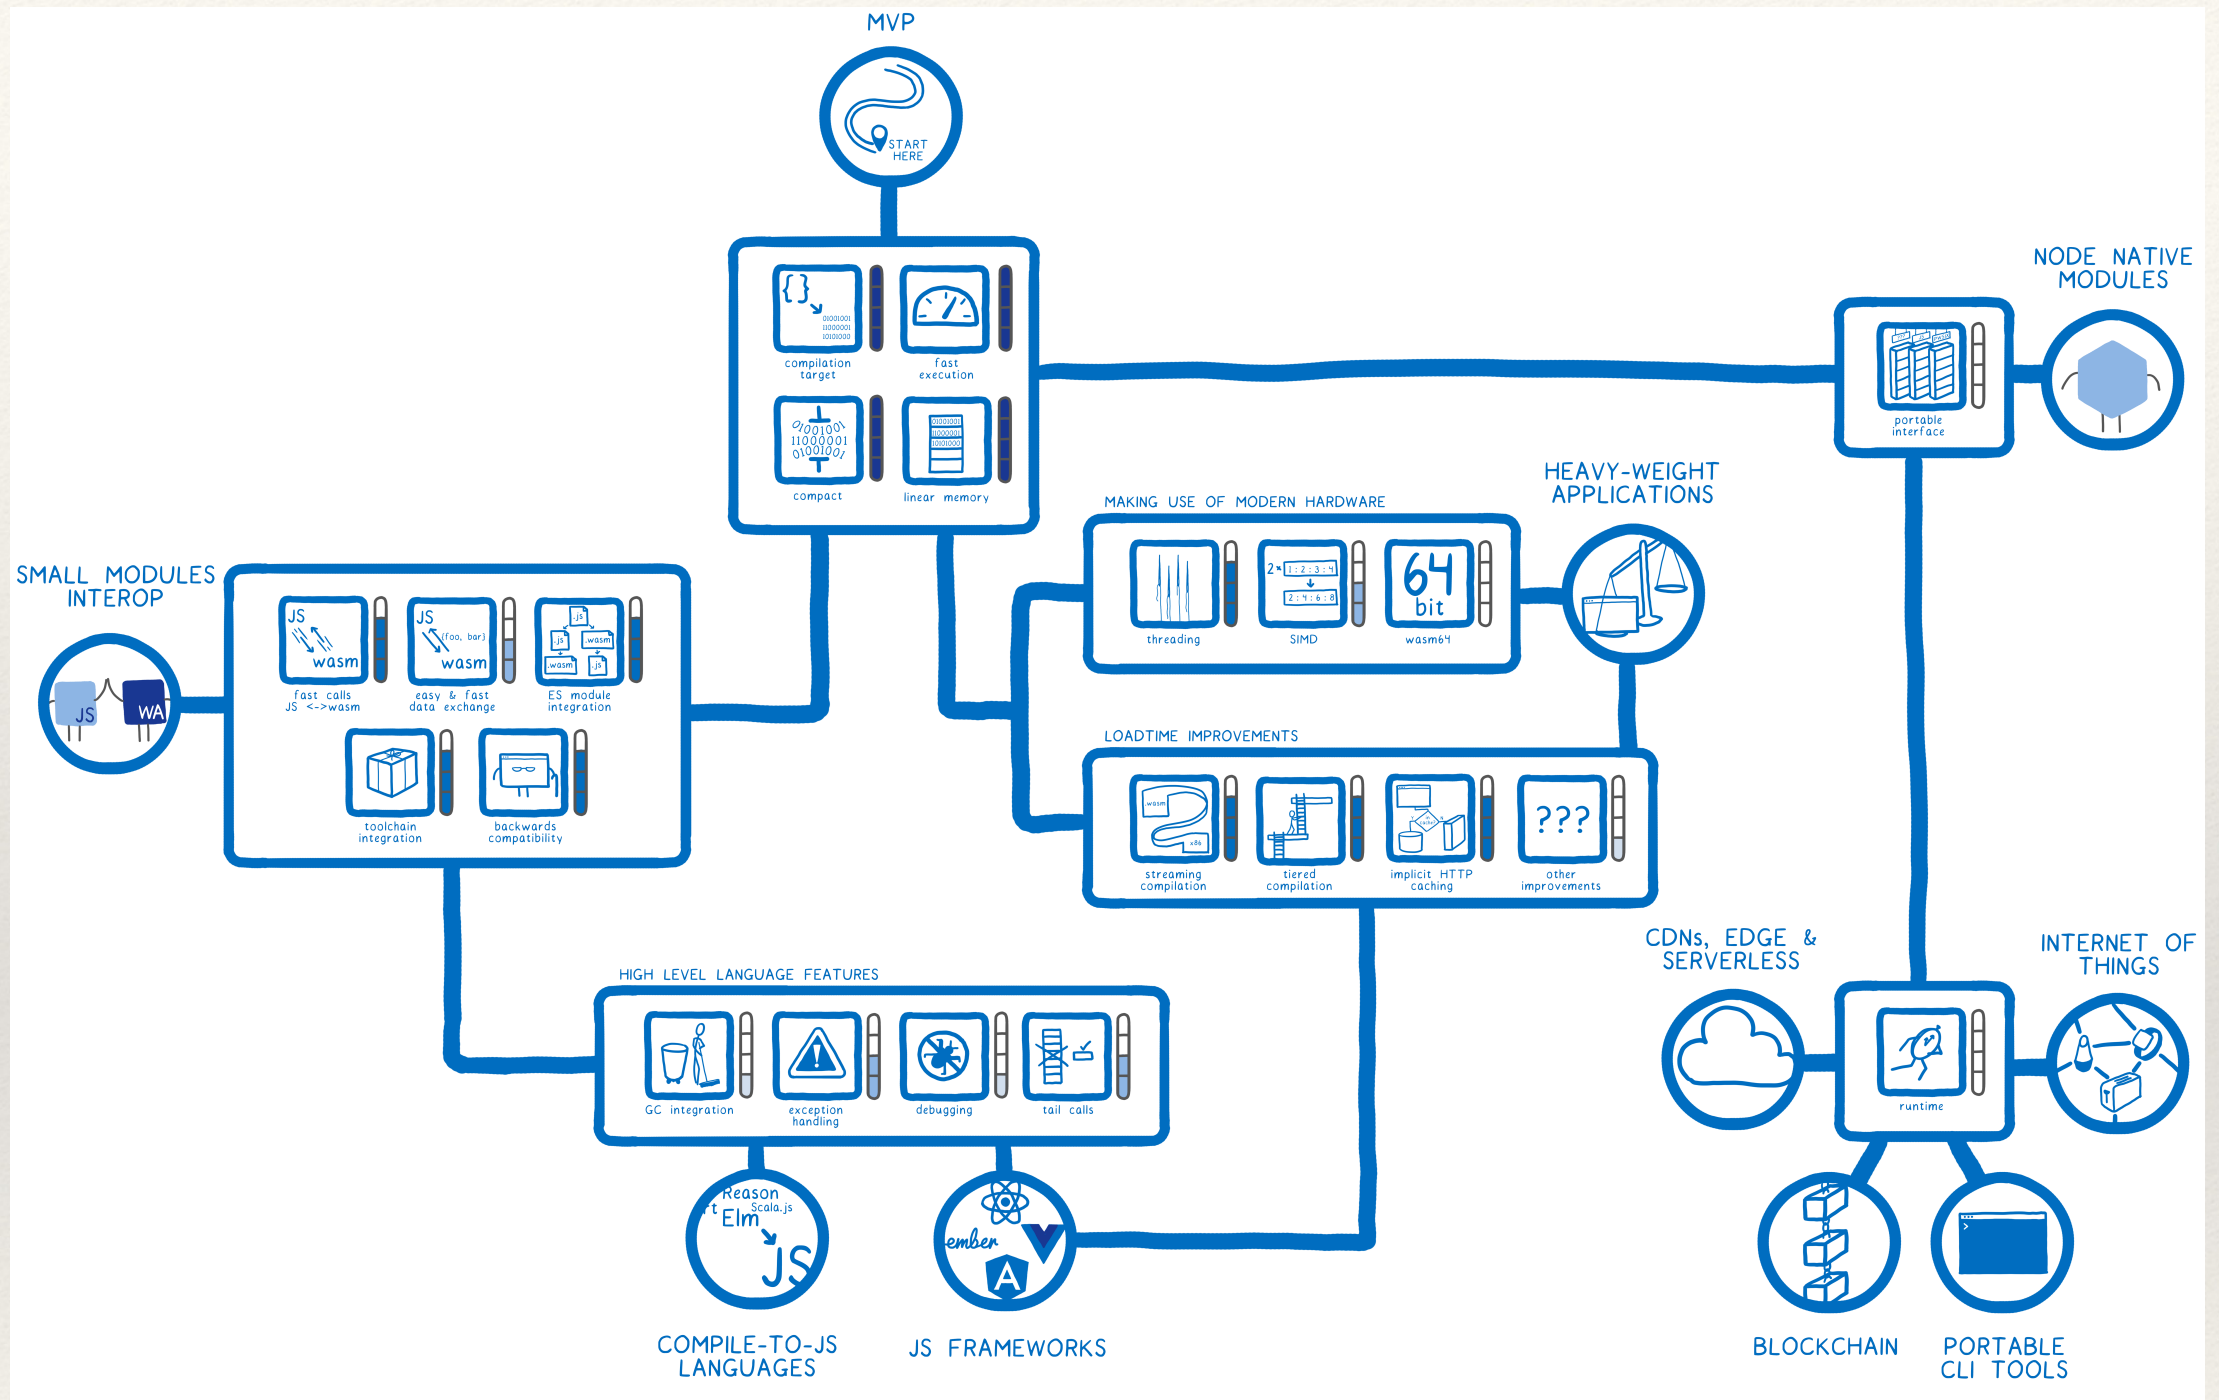 MVP
START
HERE
{}
01001001
11000001
10101000
compilation
target
fast
execution
01001001
11000001
01001001
compact
01001001
11000001
10101000
linear memory
NODE NATIVE
MODULES
portable
interface
HEAVY-WEIGHT
APPLICATIONS
MAKING USE OF MODERN HARDWARE
threading
2× 1:2:3:4
2:4:6:8
SIMD
64
bit
wasm64
SMALL MODULES
INTEROP
JS
WA
JS
wasm
fast calls
JS <->wasm
JS
{foo, bar}
wasm
easy & fast
data exchange
.js
.js
.wasm
.wasm
.js
ES module
integration
toolchain
integration
backwards
compatibility
LOADTIME IMPROVEMENTS
.wasm
x86
streaming
compilation
tiered
compilation
in
cache?
Y
N
implicit HTTP
caching
???
other
improvements
HIGH LEVEL LANGUAGE FEATURES
GC integration
!
exception
handling
debugging
tail calls
CDNs, EDGE &
SERVERLESS
INTERNET OF
THINGS
runtime
Reason
rt
Scala.js
Elm
JS
COMPILE-TO-JS
LANGUAGES
ember
A
JS FRAMEWORKS
BLOCKCHAIN
>
PORTABLE
CLI TOOLS